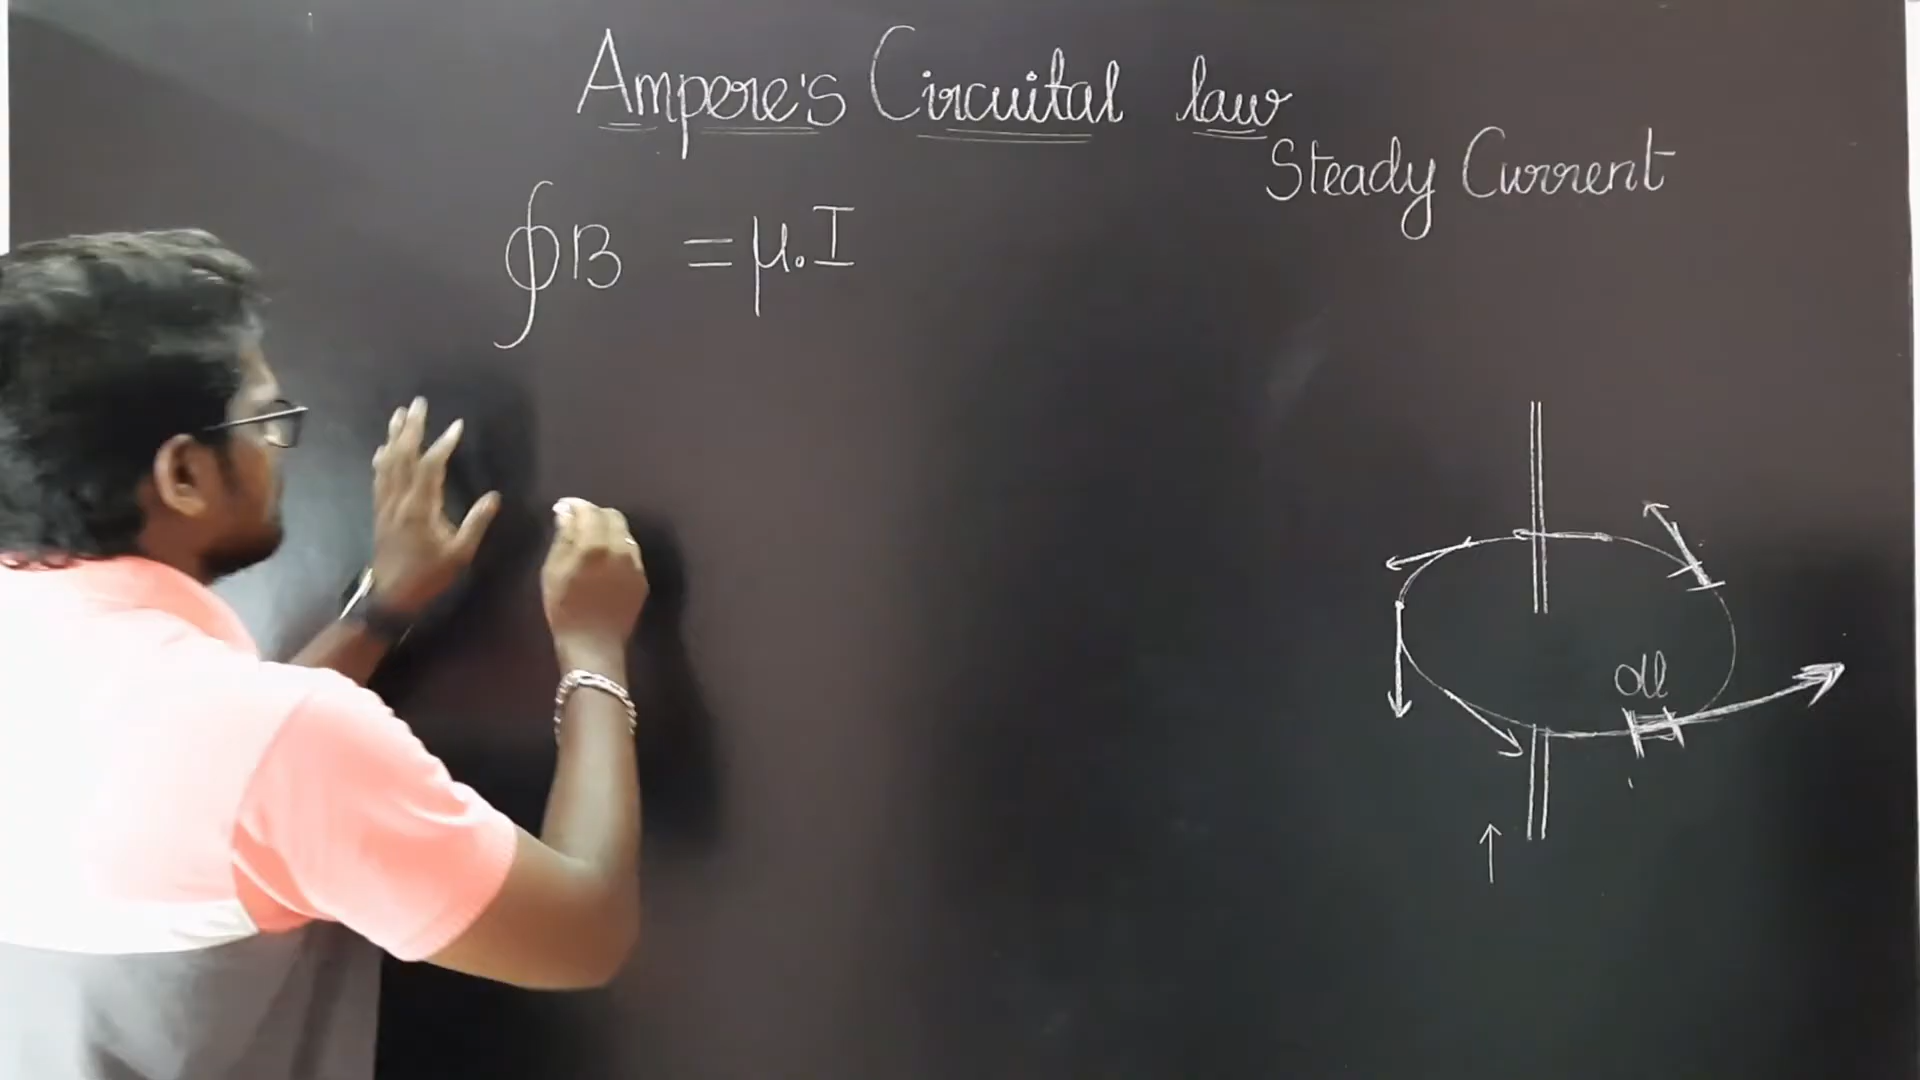 Ampere's Circuital law
Steady Current
∮B = μ₀I
dl